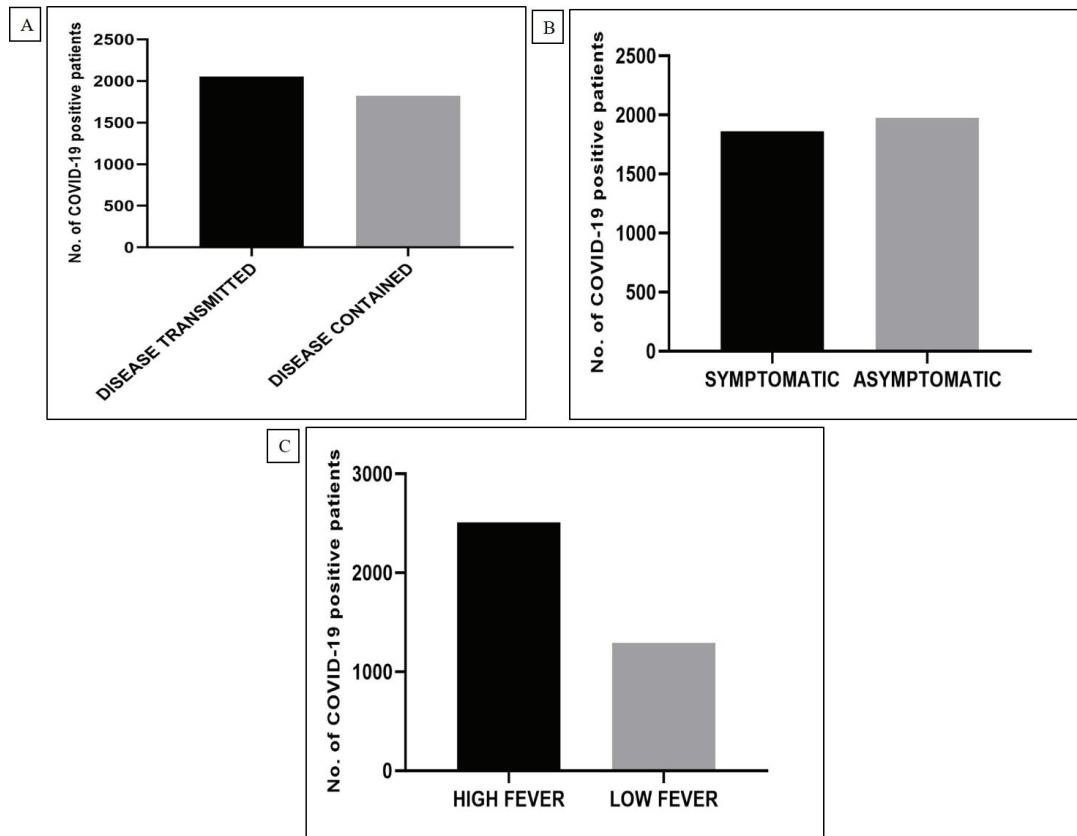 A
No. of COVID-19 positive patients
2500
2000
1500
1000
500
0
DISEASE TRANSMITTED
DISEASE CONTAINED
B
No. of COVID-19 positive patients
2500
2000
1500
1000
500
0
SYMPTOMATIC ASYMPTOMATIC
C
No. of COVID-19 positive patients
3000
2000
1000
0
HIGH FEVER LOW FEVER